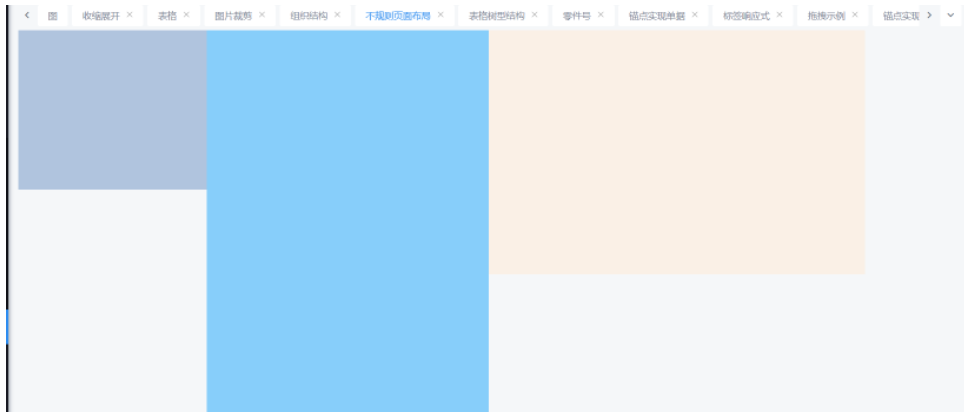 图 收缩展开 × 表格 × 图片裁剪 × 组织结构 × 不规则页面布局 × 表格树型结构 × 零件号 × 锚点实现单据 × 标签响应式 × 拖拽示例 × 锚点实现